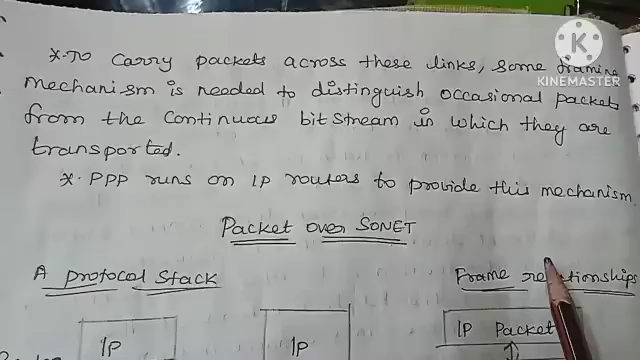 *. To carry packets across these links, some framing
mechanism is needed to distinguish occasional packets
from the continuous bitstream in which they are
transported.
*. PPP runs on IP routers to provide this mechanism.
Packet over SONET
A Protocol Stack
Frame relationships
IP
IP
IP Packet
KINEMASTER